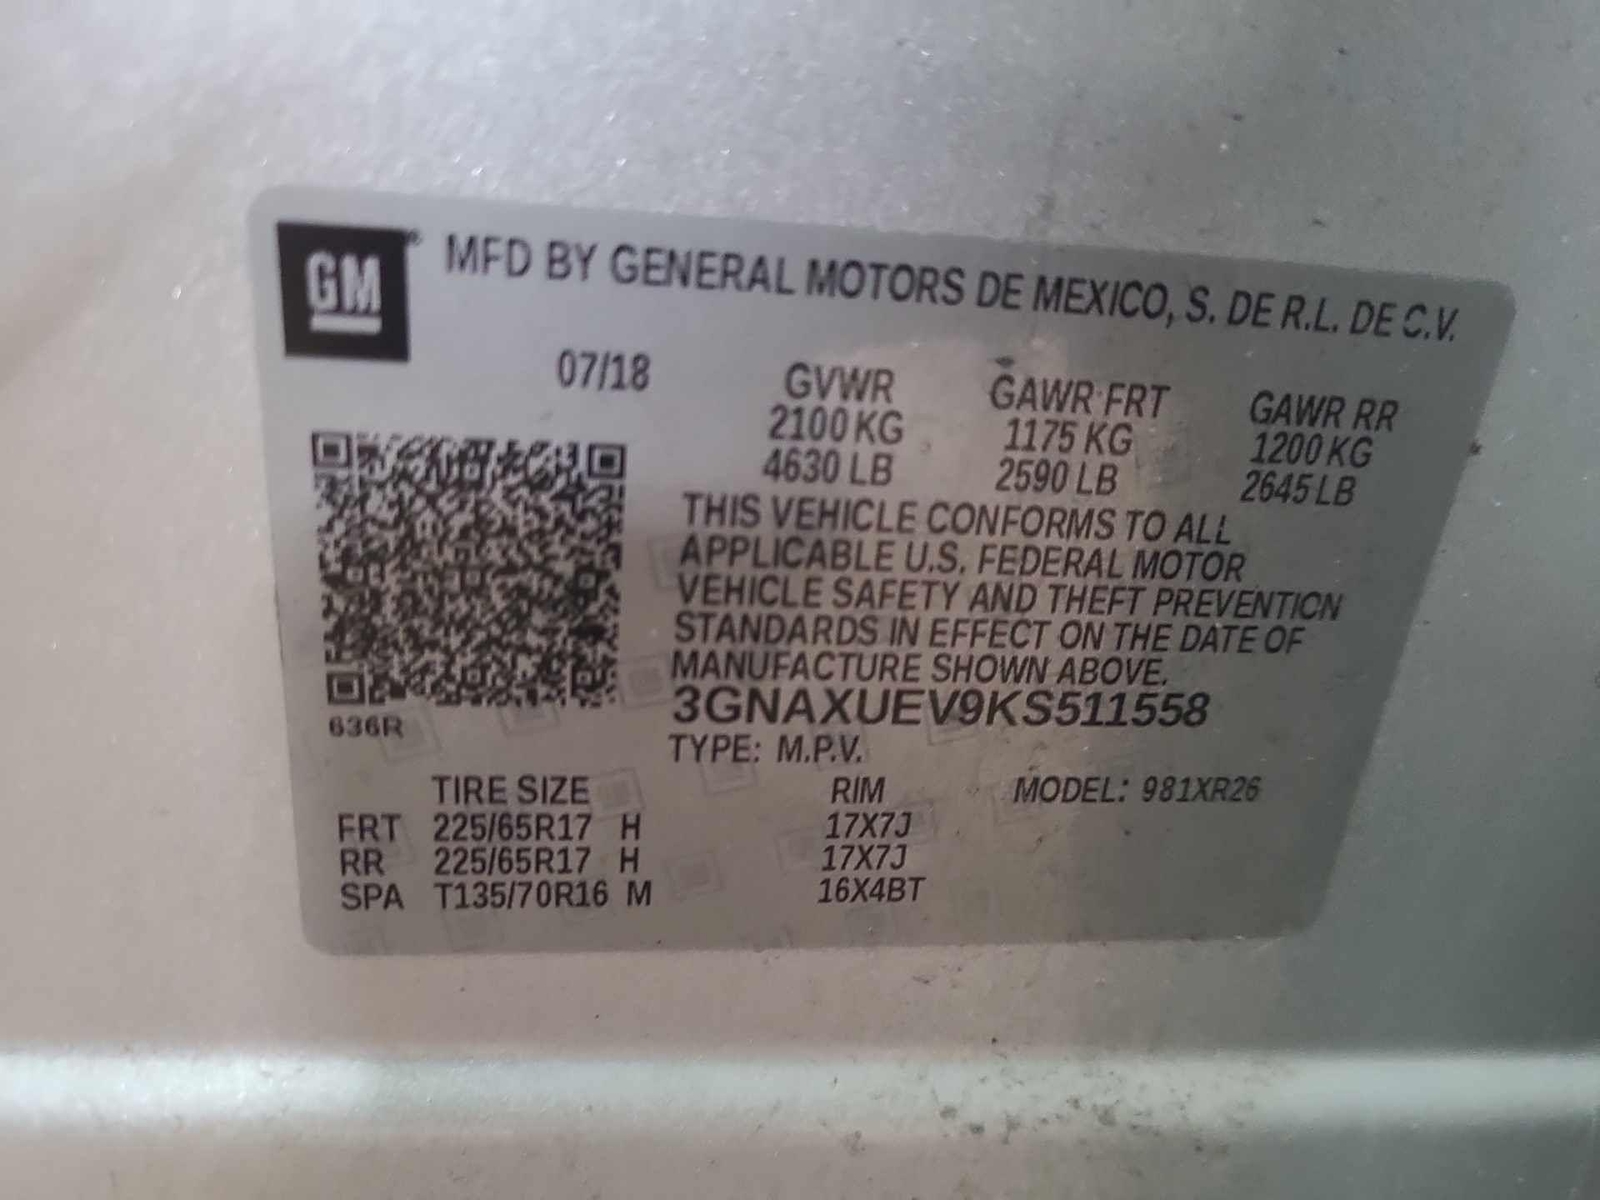 GM
MFD BY GENERAL MOTORS DE MEXICO, S. DE R.L. DE C.V.
07/18 GVWR GAWR FRT GAWR RR
2100 KG 1175 KG 1200 KG
4630 LB 2590 LB 2645 LB
THIS VEHICLE CONFORMS TO ALL
APPLICABLE U.S. FEDERAL MOTOR
VEHICLE SAFETY AND THEFT PREVENTION
STANDARDS IN EFFECT ON THE DATE OF
MANUFACTURE SHOWN ABOVE.
3GNAXUEV9KS511558
636R
TYPE: M.P.V.
TIRE SIZE RIM MODEL: 981XR26
FRT 225/65R17 H 17X7J
RR 225/65R17 H 17X7J
SPA T135/70R16 M 16X4BT